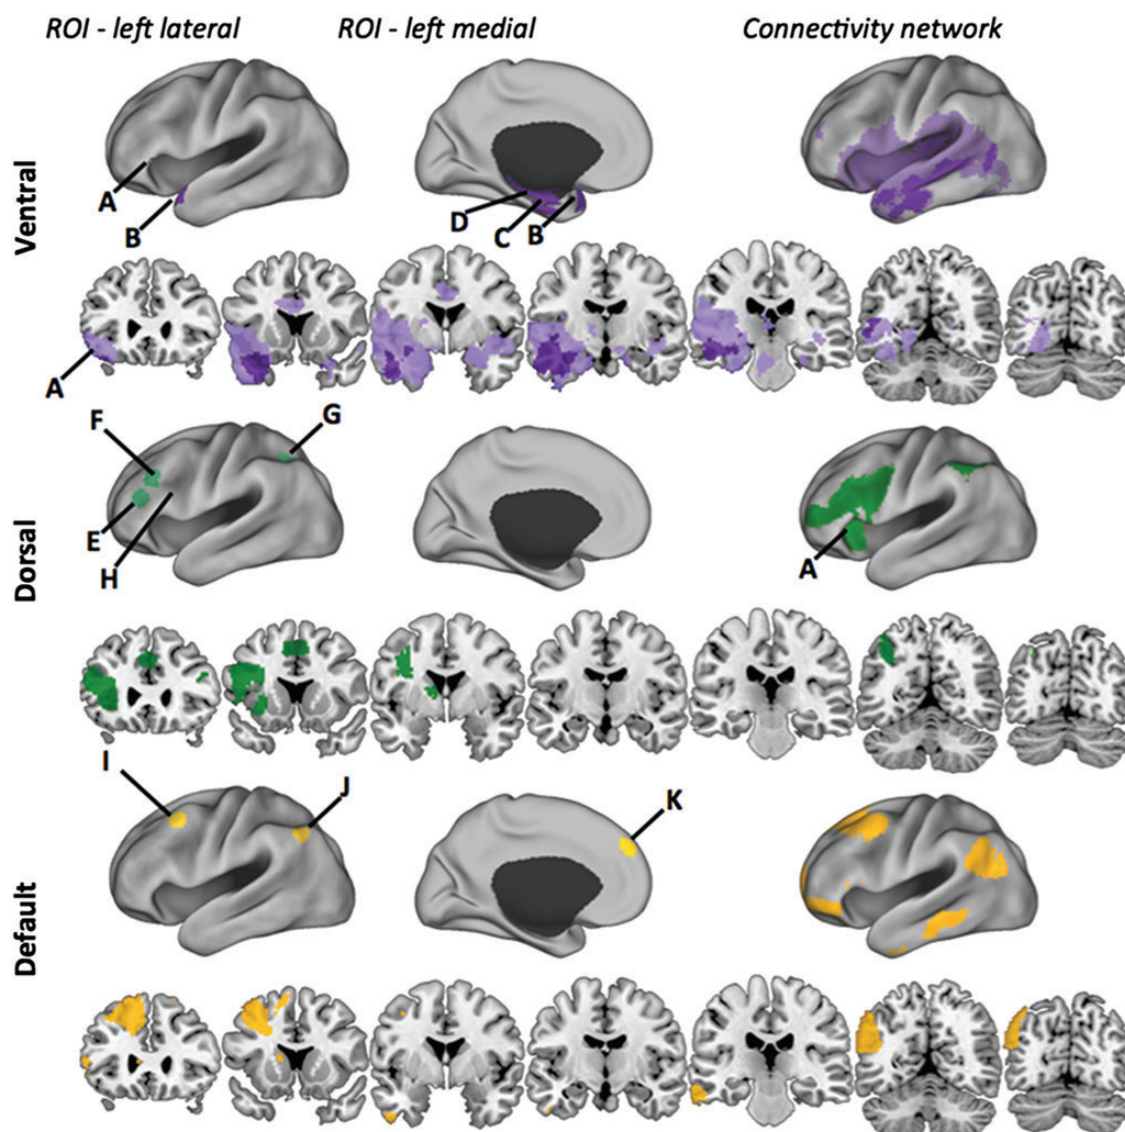 ROI - left lateral
ROI - left medial
Connectivity network
Ventral
A
B
D
C
B
A
Dorsal
F
G
E
H
A
Default
I
J
K